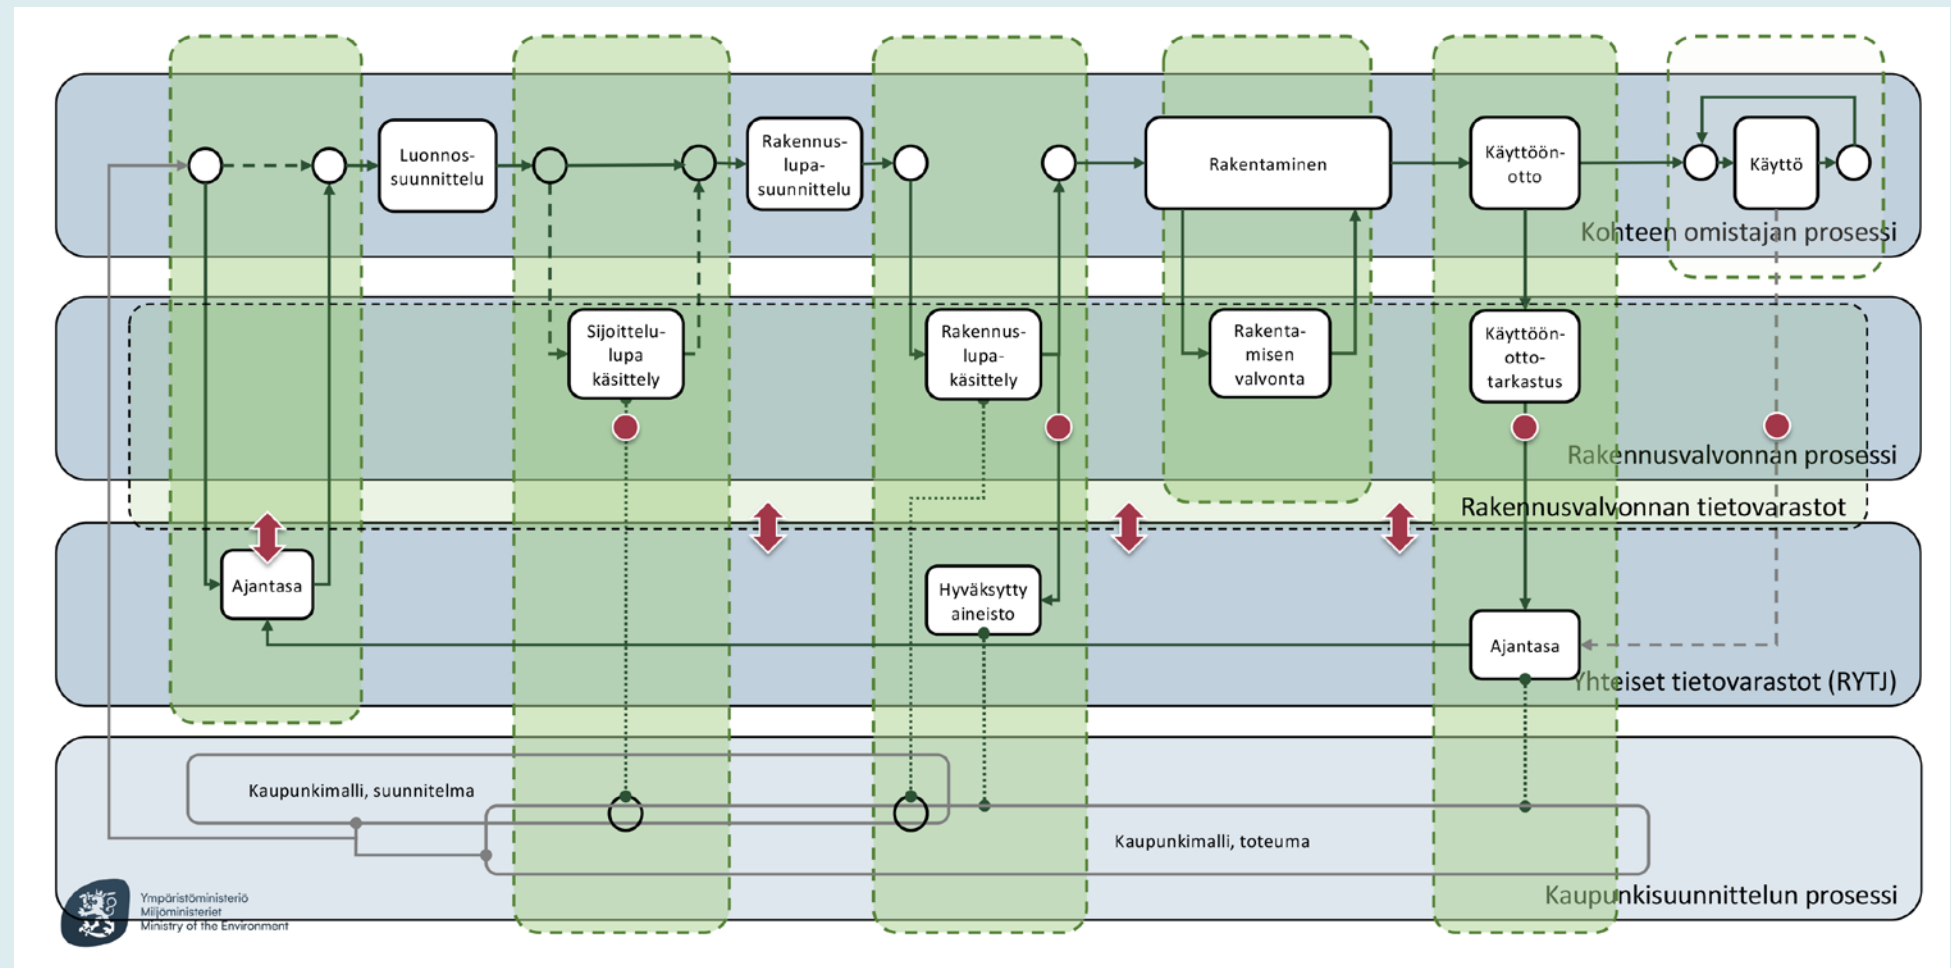 Luonnos-
suunnittelu
Rakennus-
lupa-
suunnittelu
Rakentaminen
Käyttöön-
otto
Käyttö
Kohteen omistajan prosessi
Sijoittelu-
lupa
käsittely
Rakennus-
lupa-
käsittely
Rakenta-
misen
valvonta
Käyttöön-
otto-
tarkastus
Rakennusvalvonnan prosessi
Rakennusvalvonnan tietovarastot
Ajantasa
Hyväksytty
aineisto
Ajantasa
Yhteiset tietovarastot (RYTJ)
Kaupunkimalli, suunnitelma
Kaupunkimalli, toteuma
Kaupunkisuunnittelun prosessi
Ympäristöministeriö
Miljöministeriet
Ministry of the Environment